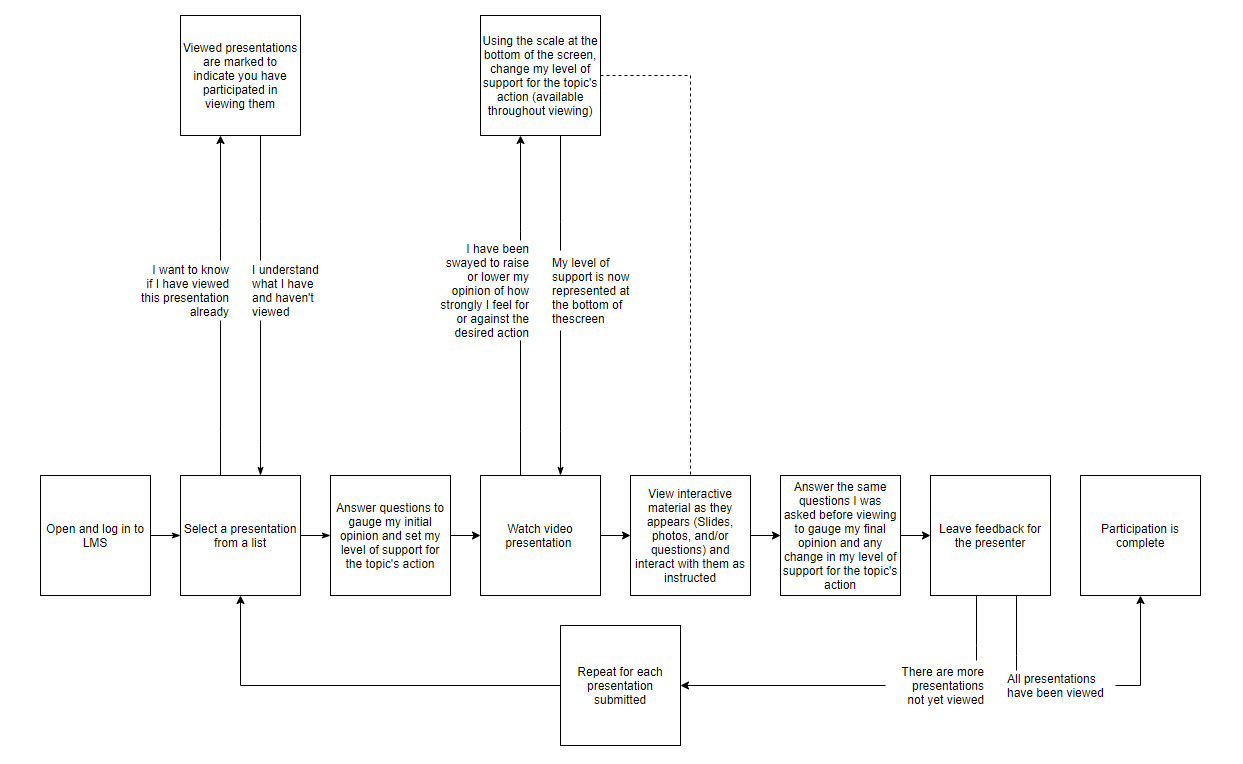 Viewed presentations
are marked to
indicate you have
participated in
viewing them
Using the scale at the
bottom of the screen,
change my level of
support for the topic's
action (available
throughout viewing)
I want to know
if I have viewed
this presentation
already
I understand
what I have
and haven't
viewed
I have been
swayed to raise
or lower my
opinion of how
strongly I feel for
or against the
desired action
My level of
support is now
represented at
the bottom of
thescreen
Open and log in to
LMS
Select a presentation
from a list
Answer questions to
gauge my initial
opinion and set my
level of support for
the topic's action
Watch video
presentation
View interactive
material as they
appears (Slides,
photos, and/or
questions) and
interact with them as
instructed
Answer the same
questions I was
asked before viewing
to gauge my final
opinion and any
change in my level of
support for the topic's
action
Leave feedback for
the presenter
Participation is
complete
Repeat for each
presentation
submitted
There are more
presentations
not yet viewed
All presentations
have been viewed